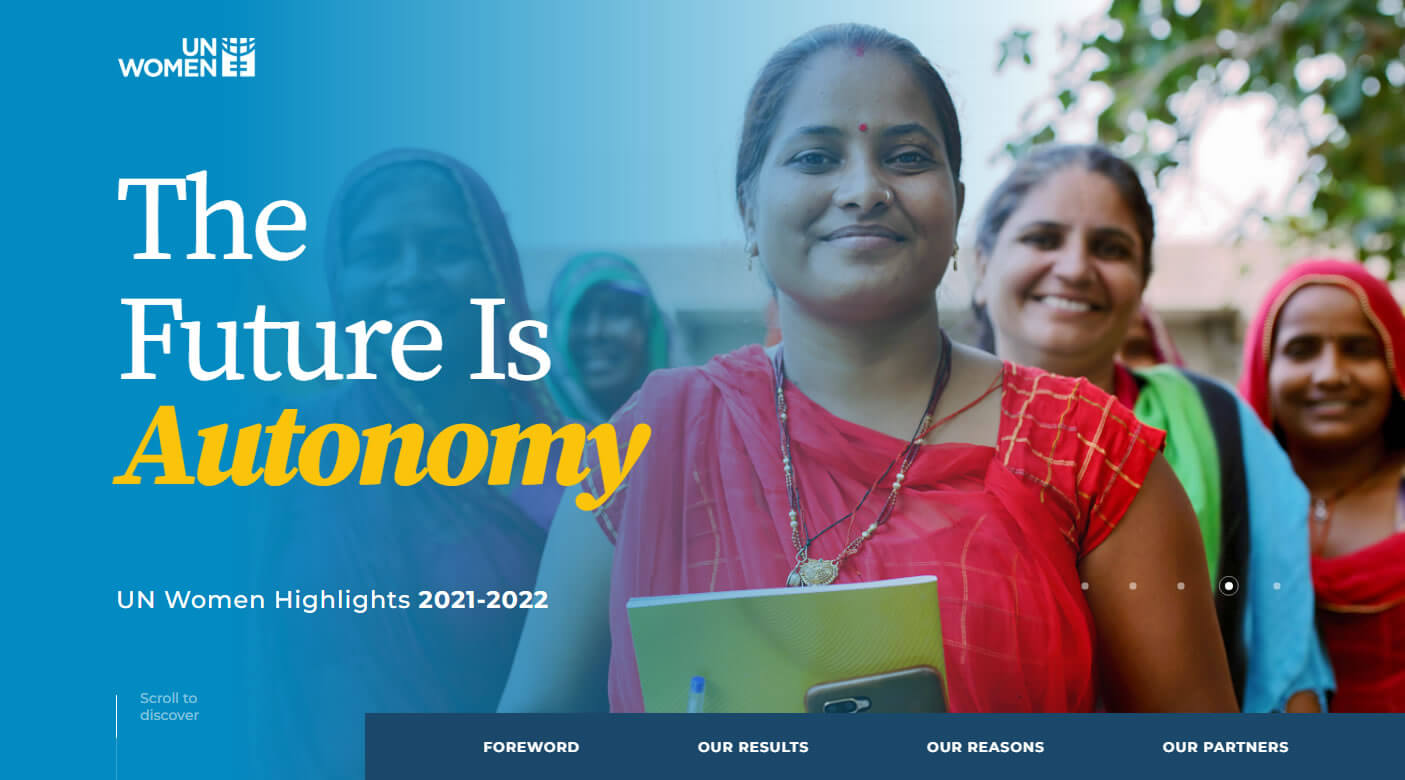 UN
WOMEN
The
Future Is
Autonomy
UN Women Highlights 2021-2022
Scroll to
discover
FOREWORD
OUR RESULTS
OUR REASONS
OUR PARTNERS